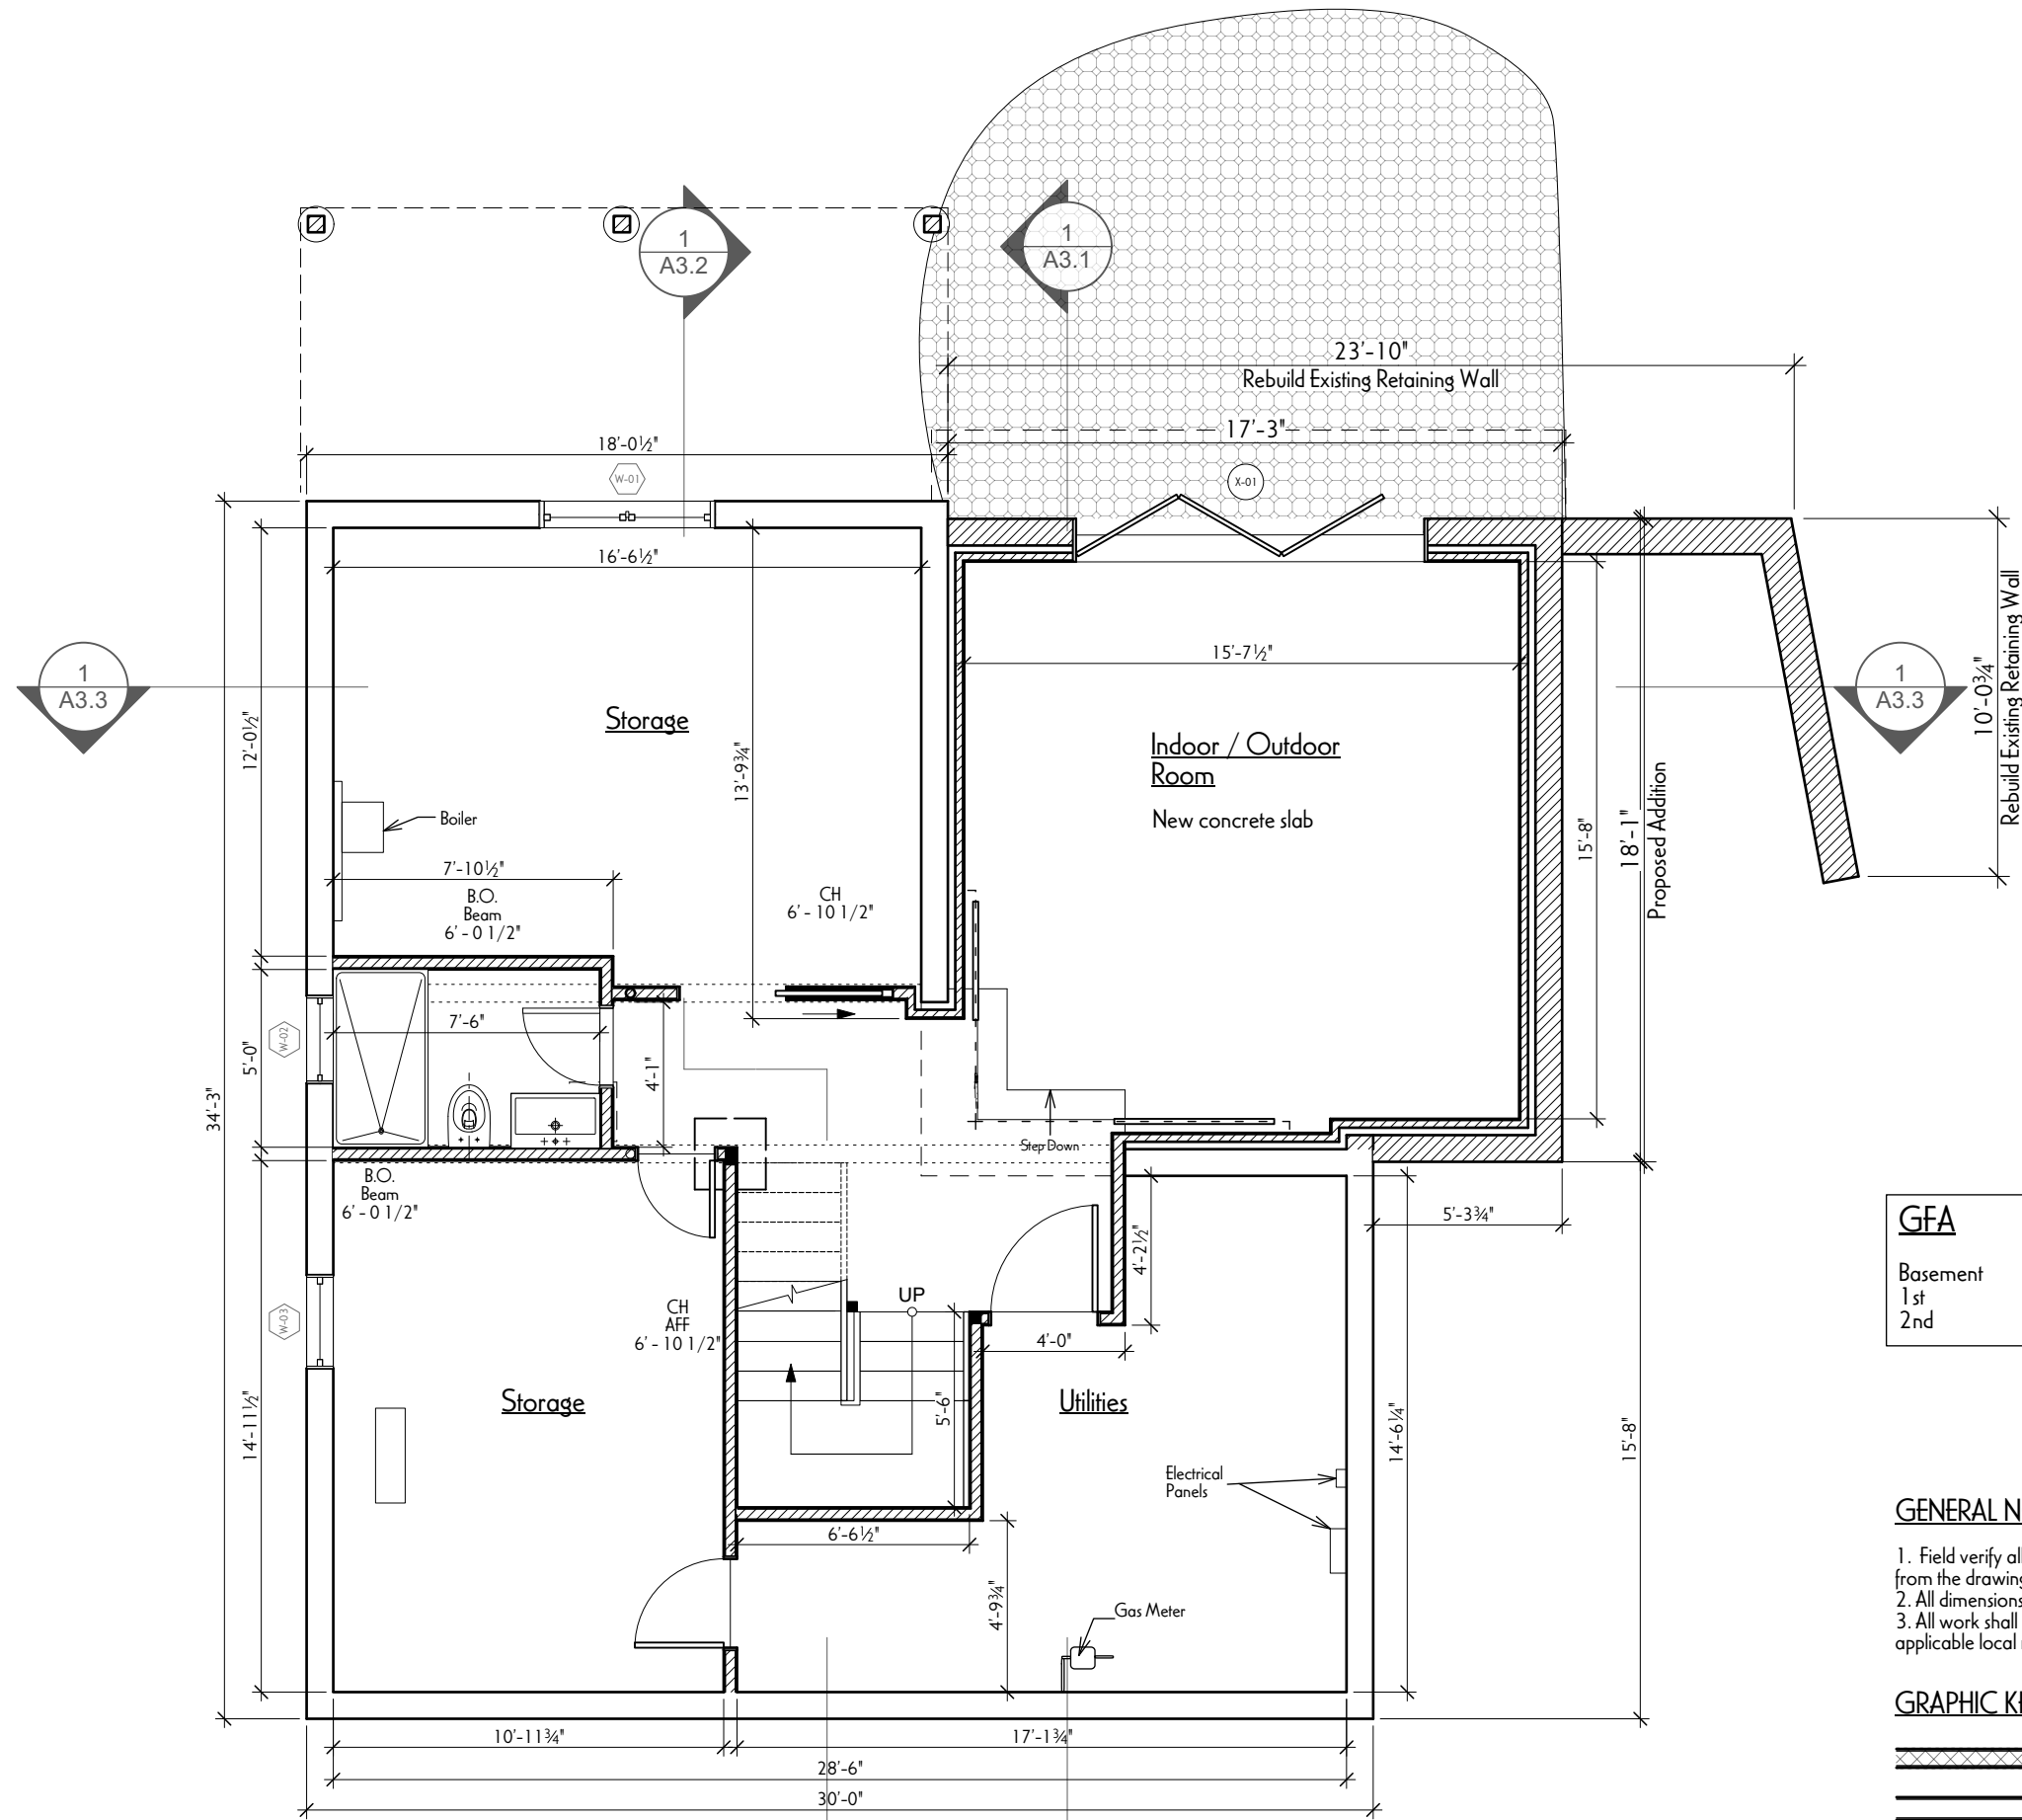 1
A3.2
1
A3.1
23'-10"
Rebuild Existing Retaining Wall
17'-3"
18'-0½"
W-01
X-01
16'-6½"
15'-7½"
1
A3.3
Storage
12'-0½"
13'-9¾"
Indoor / Outdoor
Room
New concrete slab
15'-8"
18'-1"
Proposed Addition
1
A3.3
10'-0¾"
Rebuild Existing Retaining Wall
Boiler
7'-10½"
B.O.
Beam
6' - 0 1/2"
CH
6' - 10 1/2"
34'-3"
5'-0"
W-02
7'-6"
4'-1"
Step Down
B.O.
Beam
6' - 0 1/2"
4'-2½"
5'-3¾"
GFA
Basement
1st
2nd
W-03
CH
AFF
6' - 10 1/2"
UP
4'-0"
14'-11½"
Storage
5'-6"
Utilities
14'-6¼"
15'-8"
Electrical
Panels
6'-6½"
4'-9¾"
Gas Meter
GENERAL N
1. Field verify al
from the drawing
2. All dimensions
3. All work shall
applicable local
GRAPHIC K
10'-11¾"
17'-1¾"
28'-6"
30'-0"